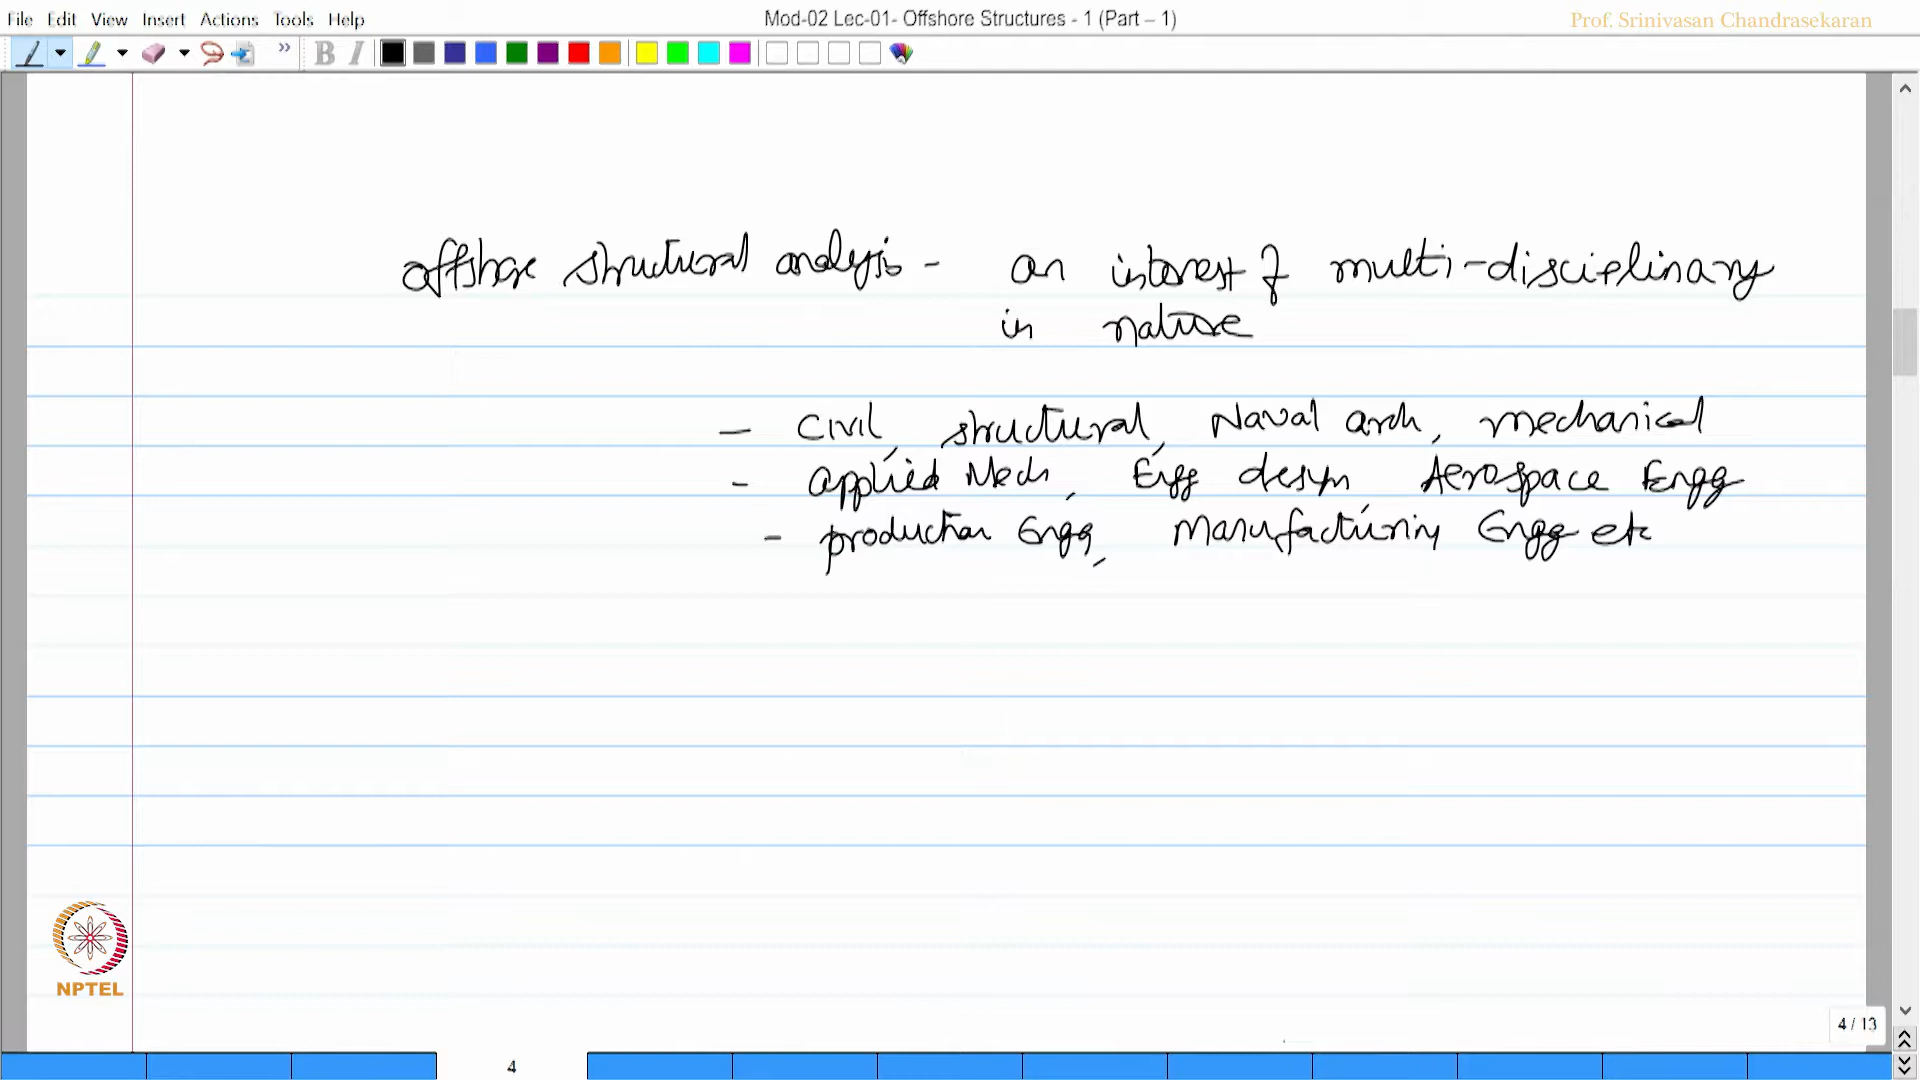 File Edit View Insert Actions Tools Help
Mod-02 Lec-01- Offshore Structures - 1 (Part – 1)
Prof. Srinivasan Chandrasekaran
B I
offshore structural analysis - an interest of multi-disciplinary
in nature
- Civil, structural, Naval arch, mechanical
- applied Mech, Engg design, Aerospace Engg
- production Engg, Manufacturing Engg etc
NPTEL
4 / 13
4